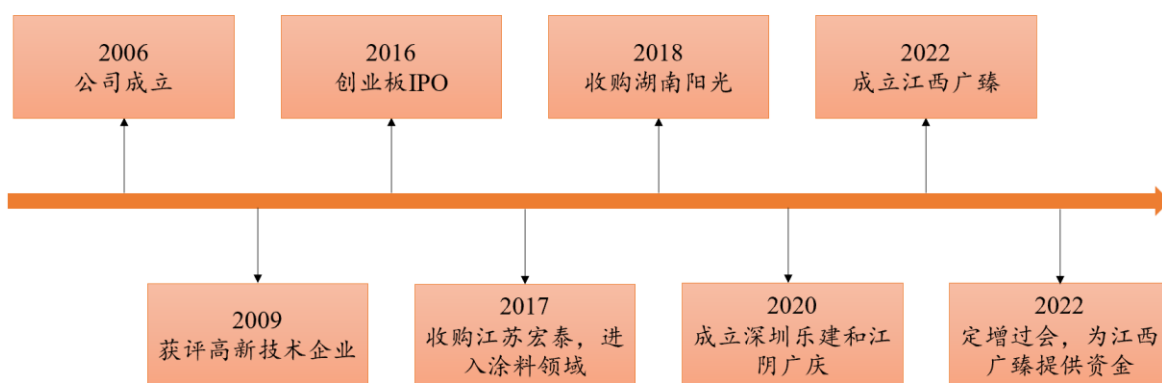 2006
公司成立
2016
创业板IPO
2018
收购湖南阳光
2022
成立江西广臻
2009
获评高新技术企业
2017
收购江苏宏泰，进
入涂料领域
2020
成立深圳乐建和江
阴广庆
2022
定增过会，为江西
广臻提供资金